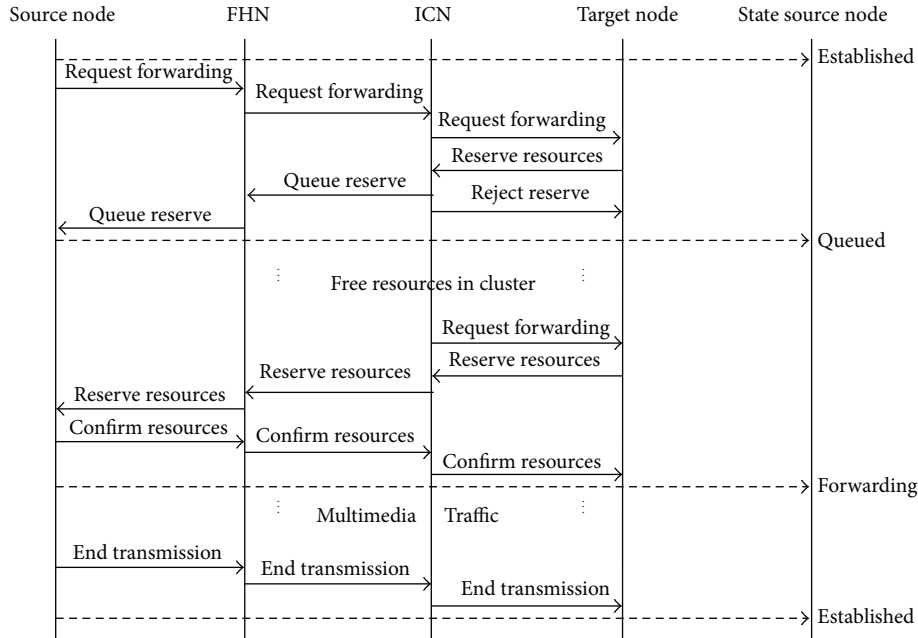 Source node FHN ICN Target node State source node
Established
Request forwarding
Request forwarding
Request forwarding
Reserve resources
Queue reserve
Reject reserve
Queue reserve
Queued
Free resources in cluster
Request forwarding
Reserve resources
Reserve resources
Reserve resources
Confirm resources
Confirm resources
Confirm resources
Forwarding
Multimedia Traffic
End transmission
End transmission
End transmission
Established